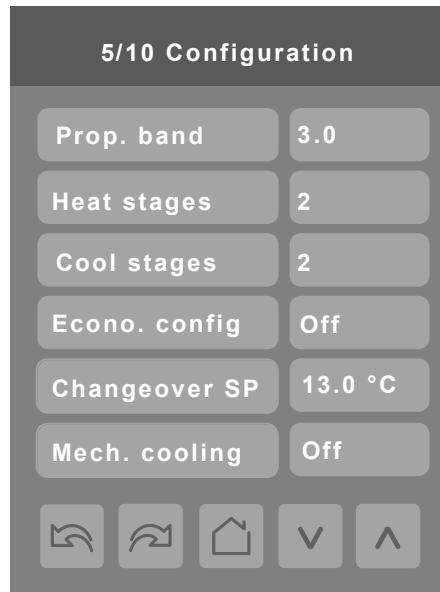 5/10 Configuration
Prop. band 3.0
Heat stages 2
Cool stages 2
Econo. config Off
Changeover SP 13.0 °C
Mech. cooling Off